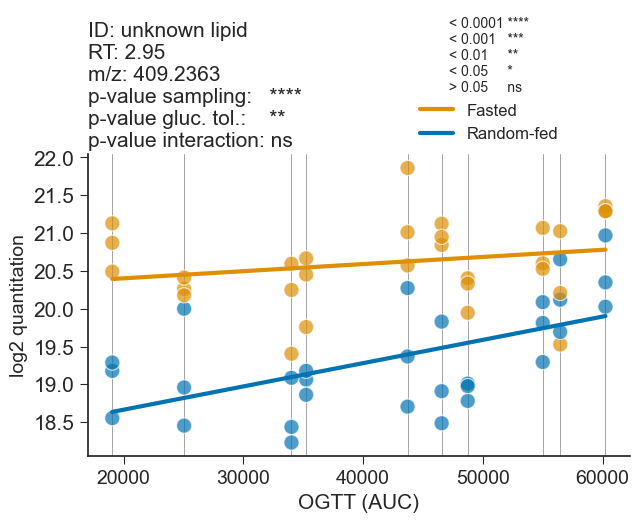 ID: unknown lipid
RT: 2.95
m/z: 409.2363
p-value sampling: ****
p-value gluc. tol.: **
p-value interaction: ns
< 0.0001 ****
< 0.001 ***
< 0.01 **
< 0.05 *
> 0.05 ns
Fasted
Random-fed
log2 quantitation
22.0
21.5
21.0
20.5
20.0
19.5
19.0
18.5
20000 30000 40000 50000 60000
OGTT (AUC)